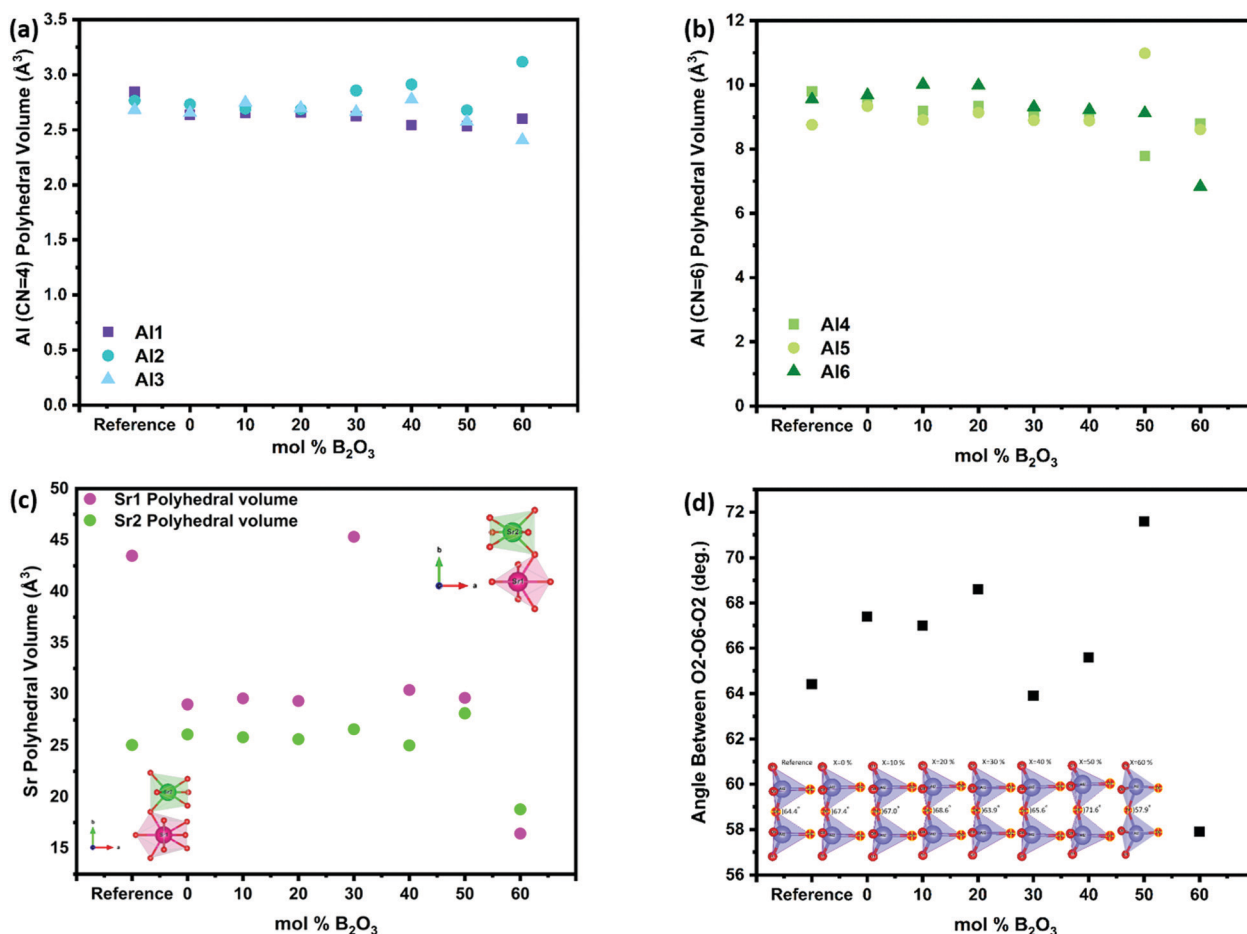 (a)
Al (CN=4) Polyhedral Volume (Å³)
3.5
3.0
2.5
2.0
1.5
1.0
0.5
0.0
Al1
Al2
Al3
Reference 0 10 20 30 40 50 60
mol % B₂O₃
(b)
Al (CN=6) Polyhedral Volume (Å³)
12
10
8
6
4
2
0
Al4
Al5
Al6
Reference 0 10 20 30 40 50 60
mol % B₂O₃
(c)
Sr Polyhedral Volume (Å³)
50
45
40
35
30
25
20
15
Sr1 Polyhedral volume
Sr2 Polyhedral volume
b
a
Sr2
b
a
Reference 0 10 20 30 40 50 60
mol % B₂O₃
(d)
Angle Between O2-O6-O2 (deg.)
72
70
68
66
64
62
60
58
56
Reference X=0 % X=10 % X=20 % X=30 % X=40 % X=50 % X=60 %
)64.4° )67.4° )67.0° )68.6° )63.9° )65.6° )71.6° )57.9°
Reference 0 10 20 30 40 50 60
mol % B₂O₃